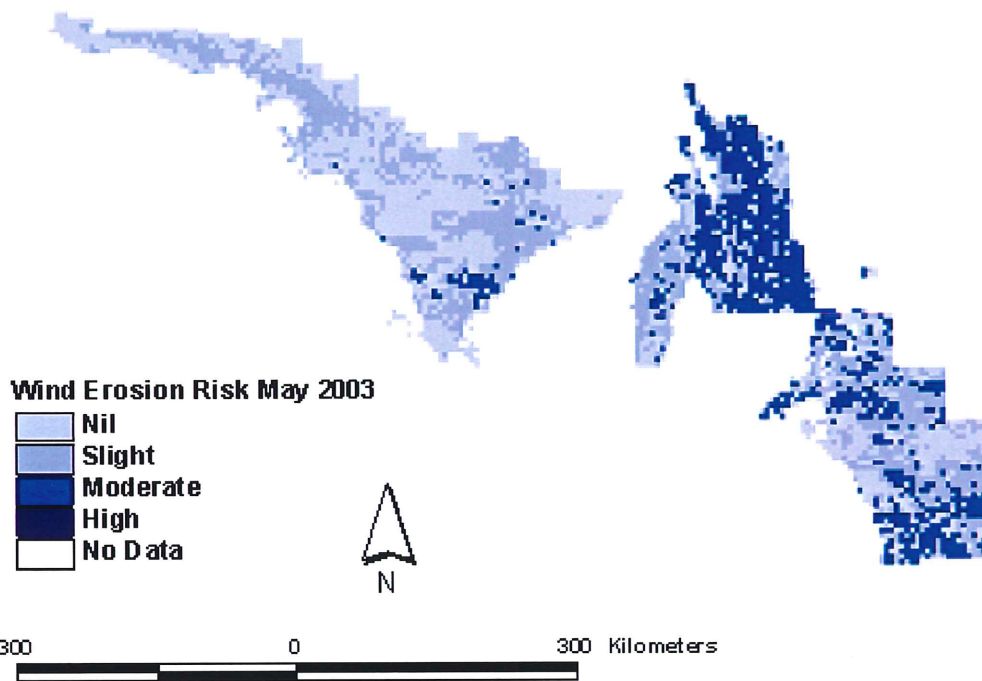 Wind Erosion Risk May 2003
Nil
Slight
Moderate
High
No Data
N
300 0 300 Kilometers